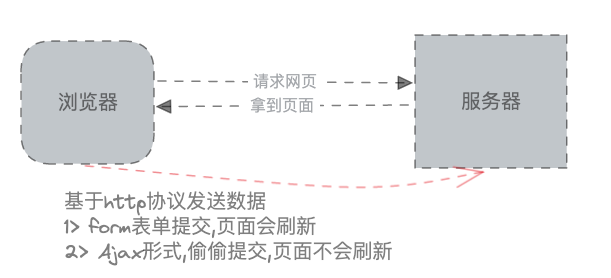 浏览器
请求网页
拿到页面
服务器
基于http协议发送数据
1> form表单提交,页面会刷新
2> Ajax形式,偷偷提交,页面不会刷新